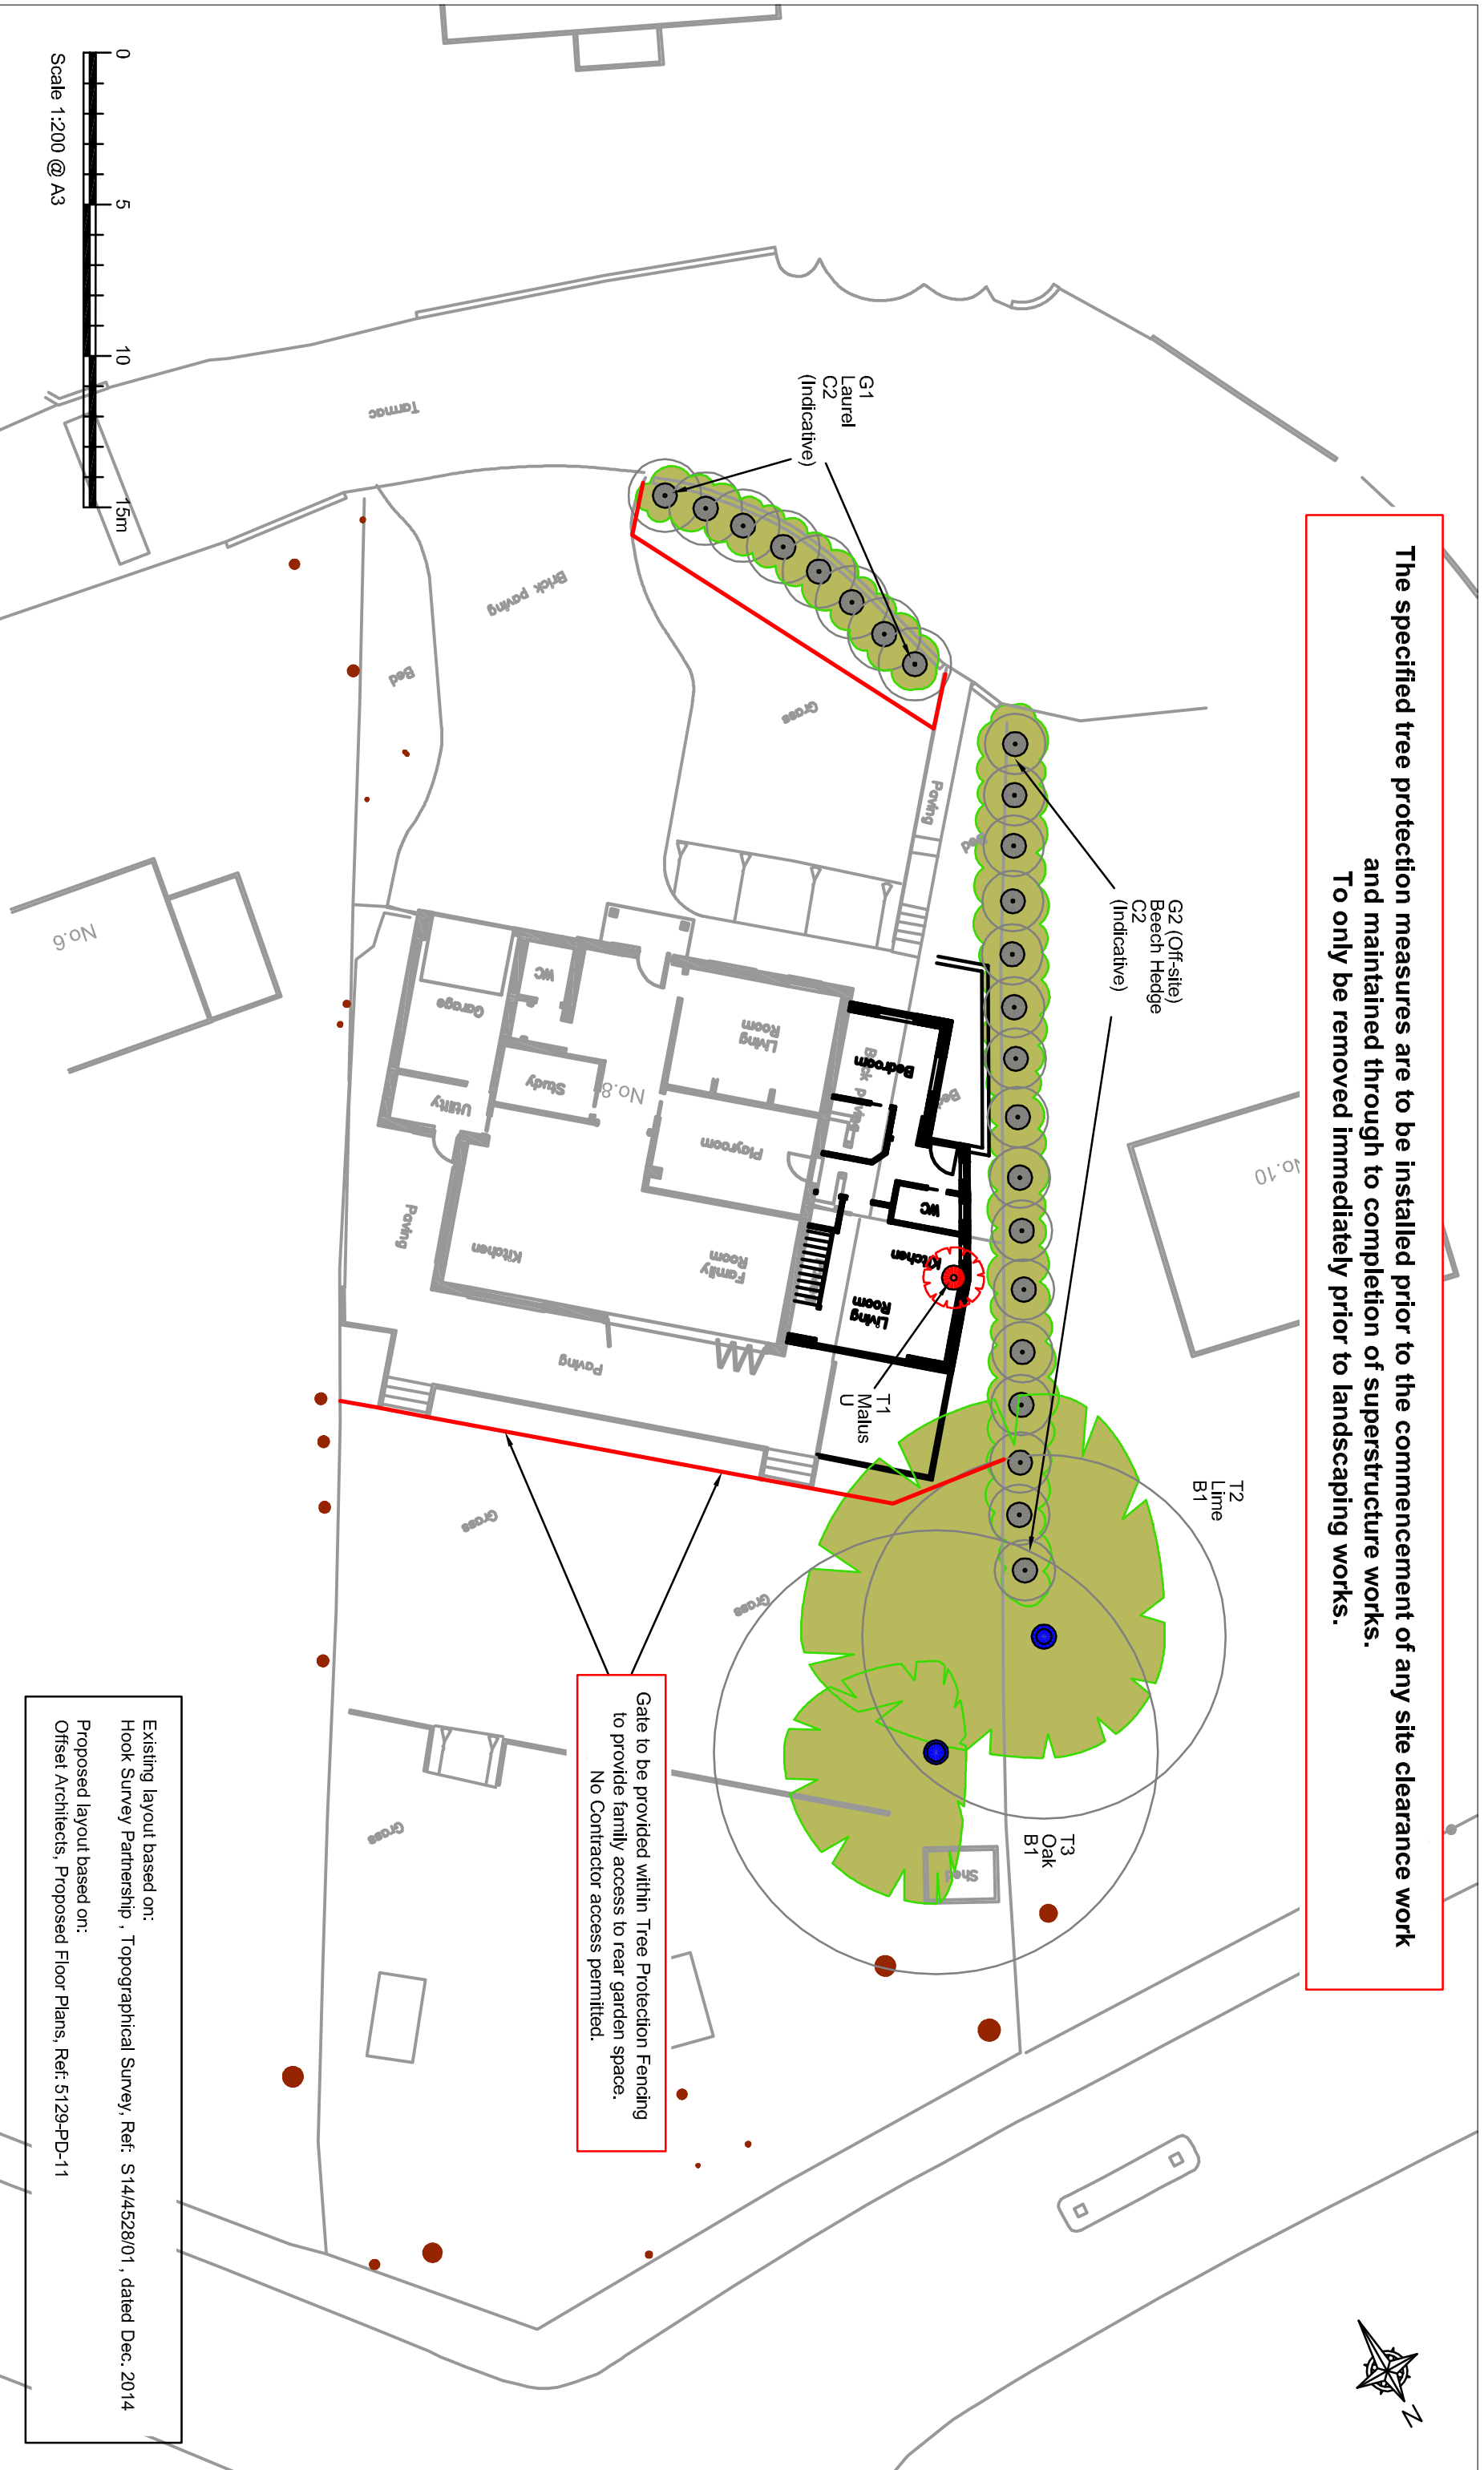 The specified tree protection measures are to be installed prior to the commencement of any site clearance work
and maintained through to completion of superstructure works.
To only be removed immediately prior to landscaping works.
0
5
10
15m
Scale 1:200 @ A3
Tarmac
G1
Laurel
C2
(Indicative)
Brick paving
Bed
Grass
Paving
Bed
G2 (Off-site)
Beech Hedge
C2
(Indicative)
No.6
No.10
WC
Garage
Utility
Study
No.8
Living
Room
Playroom
Kitchen
Family
Room
Paving
Paving
Bedroom
Brick paving
Bed
WC
Kitchen
Living
Room
T1
Malus
U
T2
Lime
B1
T3
Oak
B1
Grass
Grass
Grass
Shed
Gate to be provided within Tree Protection Fencing
to provide family access to rear garden space.
No Contractor access permitted.
Existing layout based on:
Hook Survey Partnership , Topographical Survey, Ref: S14/4528/01 , dated Dec. 2014
Proposed layout based on:
Offset Architects, Proposed Floor Plans, Ref: 5129-PD-11
N